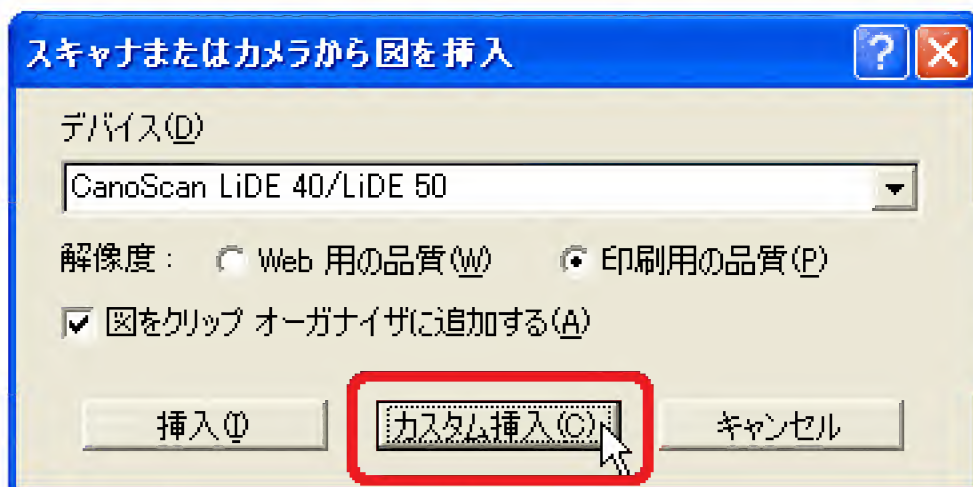 スキャナまたはカメラから図を挿入
デバイス(D)
CanoScan LiDE 40/LiDE 50
解像度： Web 用の品質(W) 印刷用の品質(P)
図をクリップ オーガナイザに追加する(A)
挿入(I) カスタム挿入(C) キャンセル